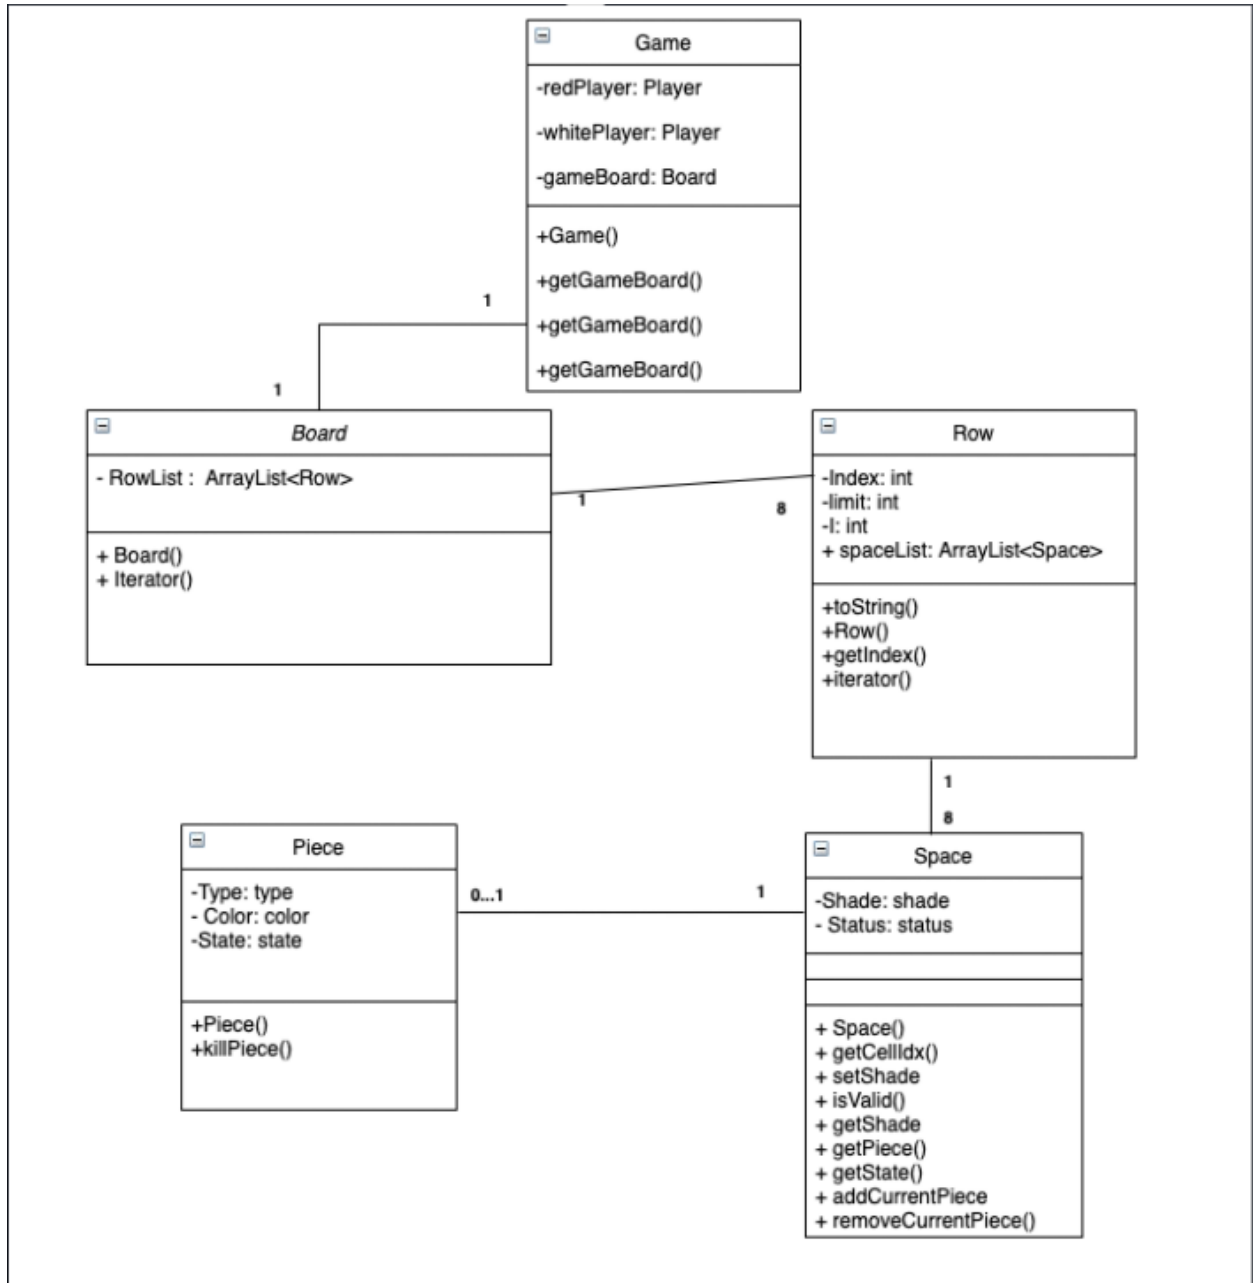 Game
-redPlayer: Player
-whitePlayer: Player
-gameBoard: Board
+Game()
+getGameBoard()
+getGameBoard()
+getGameBoard()
1
1
Board
- RowList : ArrayList<Row>
+ Board()
+ Iterator()
1
8
Row
-Index: int
-limit: int
-I: int
+ spaceList: ArrayList<Space>
+toString()
+Row()
+getIndex()
+iterator()
1
8
Piece
-Type: type
- Color: color
-State: state
+Piece()
+killPiece()
0...1
1
Space
-Shade: shade
- Status: status
+ Space()
+ getCellIdx()
+ setShade
+ isValid()
+ getShade
+ getPiece()
+ getState()
+ addCurrentPiece
+ removeCurrentPiece()